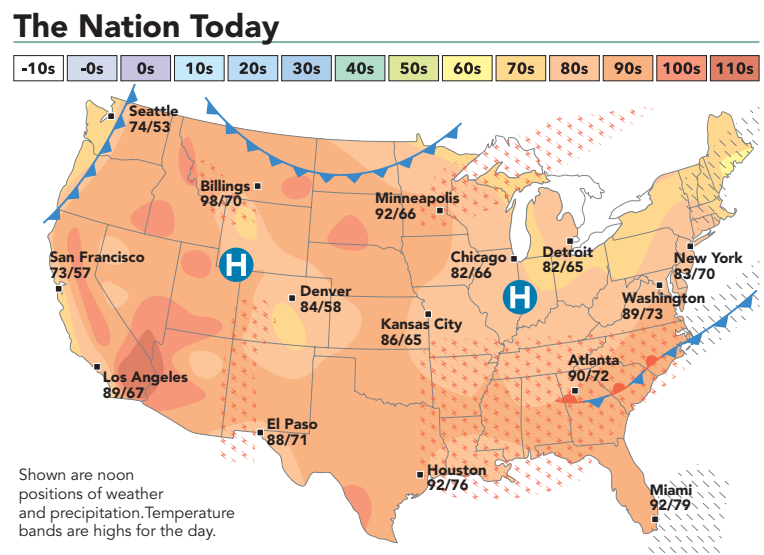 The Nation Today
-10s -0s 0s 10s 20s 30s 40s 50s 60s 70s 80s 90s 100s 110s
Seattle
74/53
Billings
98/70
Minneapolis
92/66
San Francisco
73/57
H
Chicago
82/66
Detroit
82/65
New York
83/70
Denver
84/58
H
Washington
89/73
Kansas City
86/65
Atlanta
90/72
Los Angeles
89/67
El Paso
88/71
Houston
92/76
Miami
92/79
Shown are noon
positions of weather
and precipitation.Temperature
bands are highs for the day.